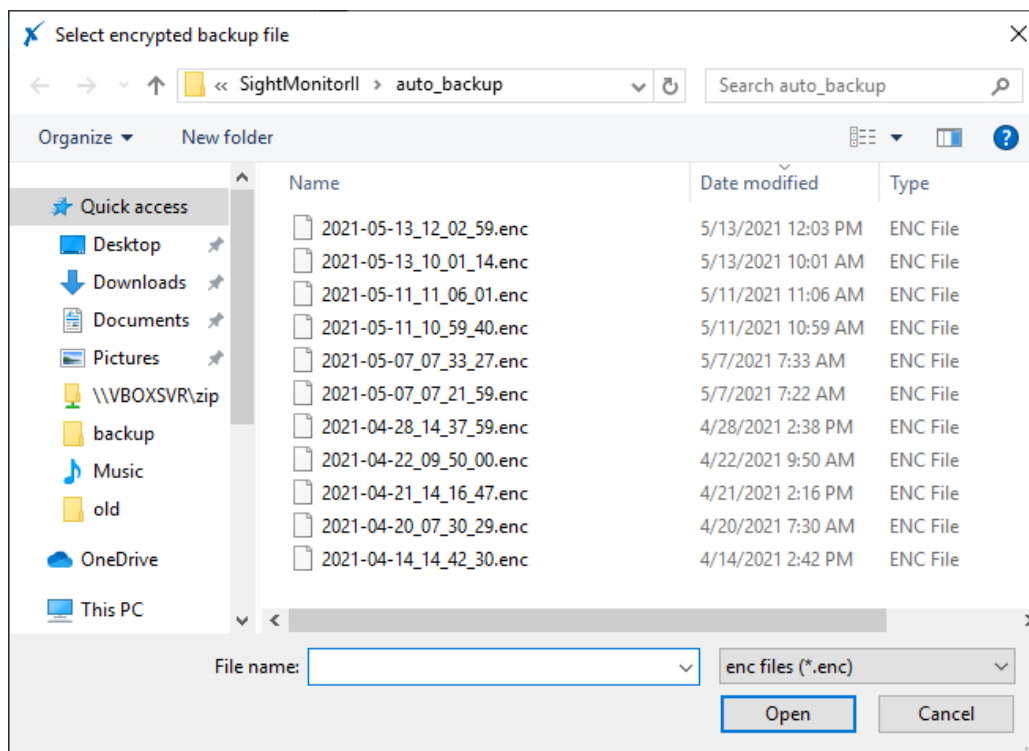 Select encrypted backup file
« SightMonitorII > auto_backup
Search auto_backup
Organize
New folder
?
Name Date modified Type
Quick access
Desktop
Downloads
Documents
Pictures
\\VBOXSVR\zip
backup
Music
old
OneDrive
This PC
2021-05-13_12_02_59.enc 5/13/2021 12:03 PM ENC File
2021-05-13_10_01_14.enc 5/13/2021 10:01 AM ENC File
2021-05-11_11_06_01.enc 5/11/2021 11:06 AM ENC File
2021-05-11_10_59_40.enc 5/11/2021 10:59 AM ENC File
2021-05-07_07_33_27.enc 5/7/2021 7:33 AM ENC File
2021-05-07_07_21_59.enc 5/7/2021 7:22 AM ENC File
2021-04-28_14_37_59.enc 4/28/2021 2:38 PM ENC File
2021-04-22_09_50_00.enc 4/22/2021 9:50 AM ENC File
2021-04-21_14_16_47.enc 4/21/2021 2:16 PM ENC File
2021-04-20_07_30_29.enc 4/20/2021 7:30 AM ENC File
2021-04-14_14_42_30.enc 4/14/2021 2:42 PM ENC File
File name:
enc files (*.enc)
Open
Cancel